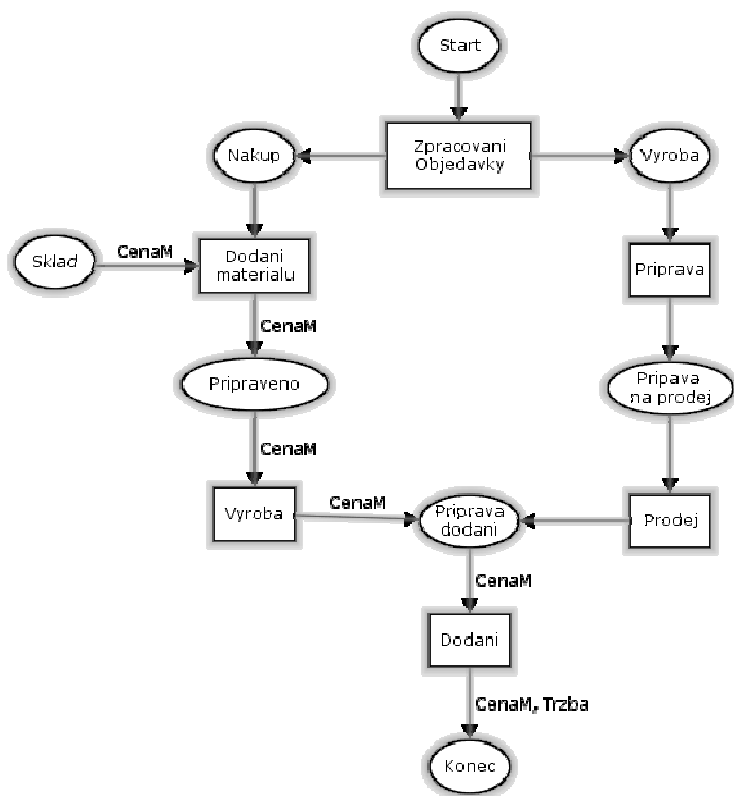 Start
Zpracovani
Objedavky
Nakup
Vyroba
CenaM
Sklad
Dodani
materialu
Priprava
CenaM
Pripraveno
Pripava
na prodej
CenaM
Vyroba
CenaM
Priprava
dodani
Prodej
CenaM
Dodani
CenaM, Trzba
Konec